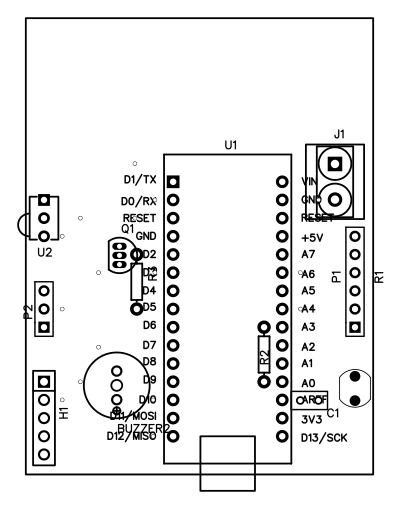 J1
U1
D1/TX
VIN
D0/RX
GND
RESET
RESET
Q1
GND
+5V
U2
D2
A7
D3
A6
R3
P1
R1
D4
A5
P2
D5
A4
D6
A3
D7
A2
R2
D8
A1
D9
A0
D10
AREF
H1
C1
D11/MOSI
3V3
BUZZER2
D12/MISO
D13/SCK